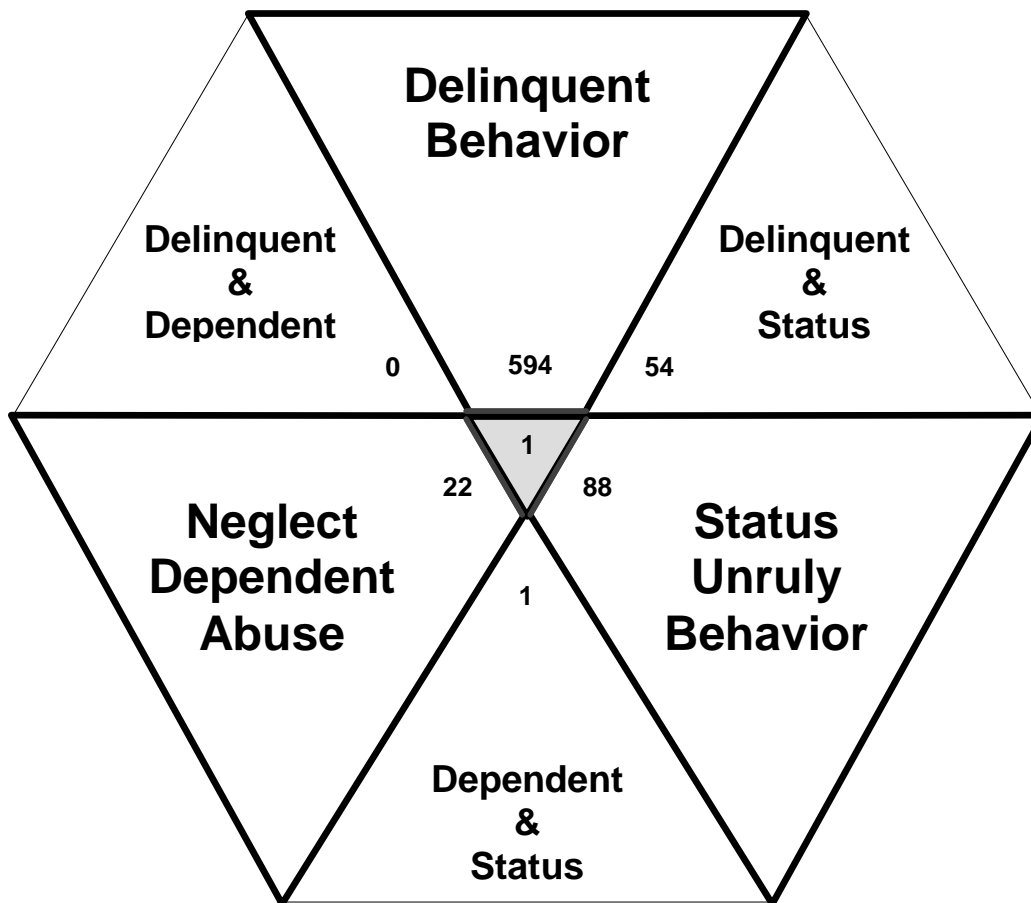 Delinquent
Behavior
Delinquent
&
Dependent
Delinquent
&
Status
0
594
54
1
22
88
Neglect
Dependent
Abuse
Status
Unruly
Behavior
1
Dependent
&
Status